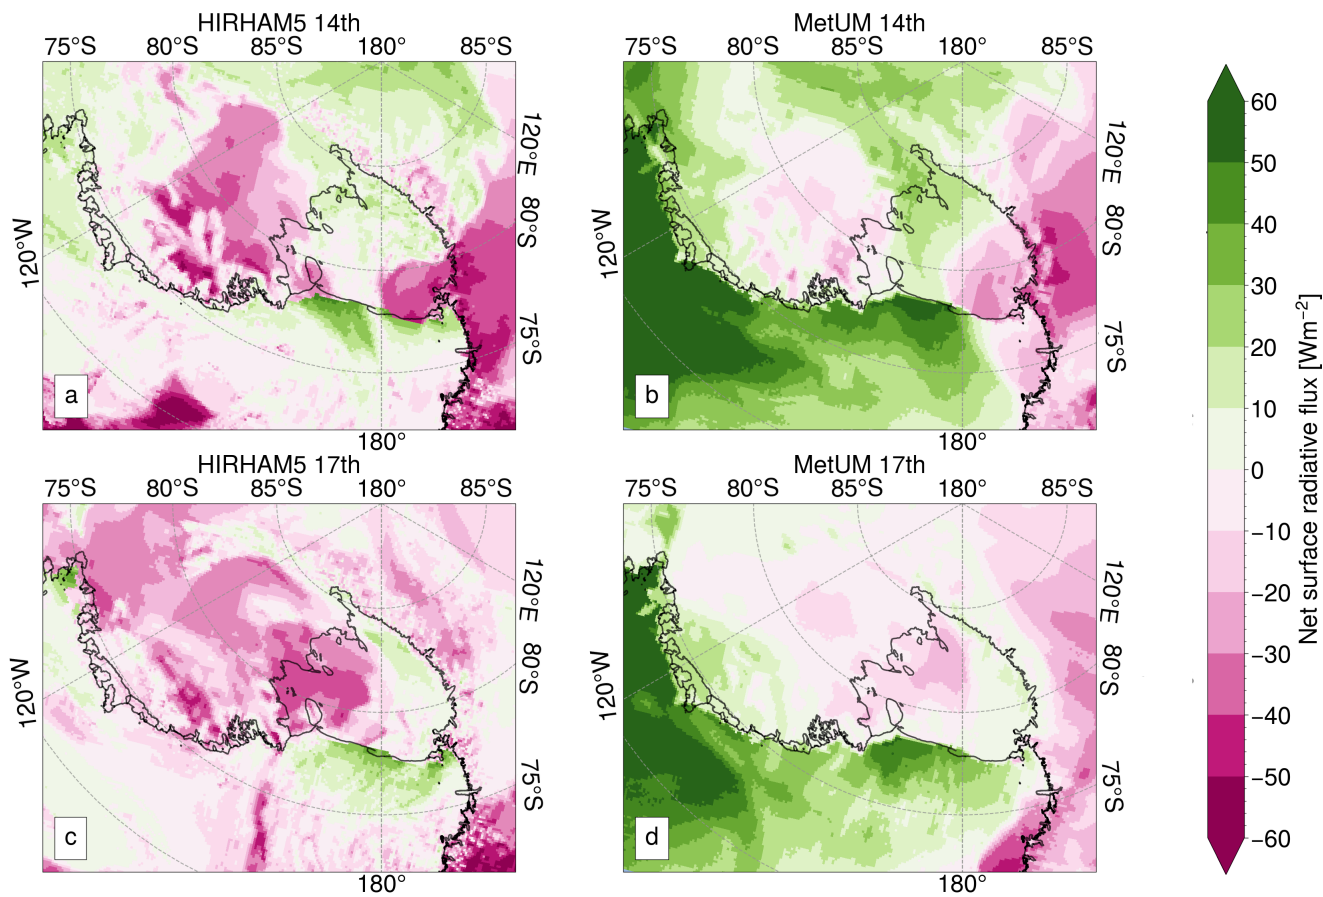 HIRHAM5 14th
75°S 80°S 85°S 180° 85°S
120°E
80°S
75°S
120°W
a
180°
MetUM 14th
75°S 80°S 85°S 180° 85°S
120°E
80°S
75°S
120°W
b
180°
HIRHAM5 17th
75°S 80°S 85°S 180° 85°S
120°E
80°S
75°S
120°W
c
180°
MetUM 17th
75°S 80°S 85°S 180° 85°S
120°E
80°S
75°S
120°W
d
180°
60
50
40
30
20
10
0
−10
−20
−30
−40
−50
−60
Net surface radiative flux [Wm⁻²]